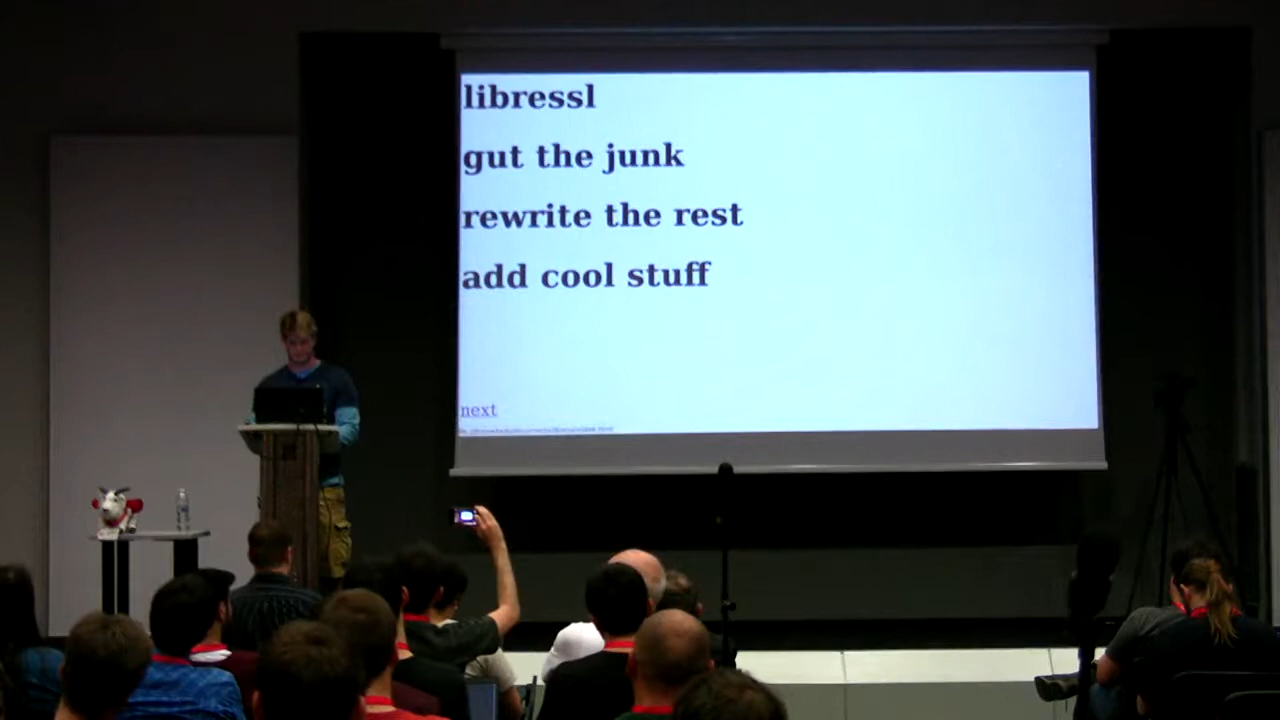 libressl
gut the junk
rewrite the rest
add cool stuff
next